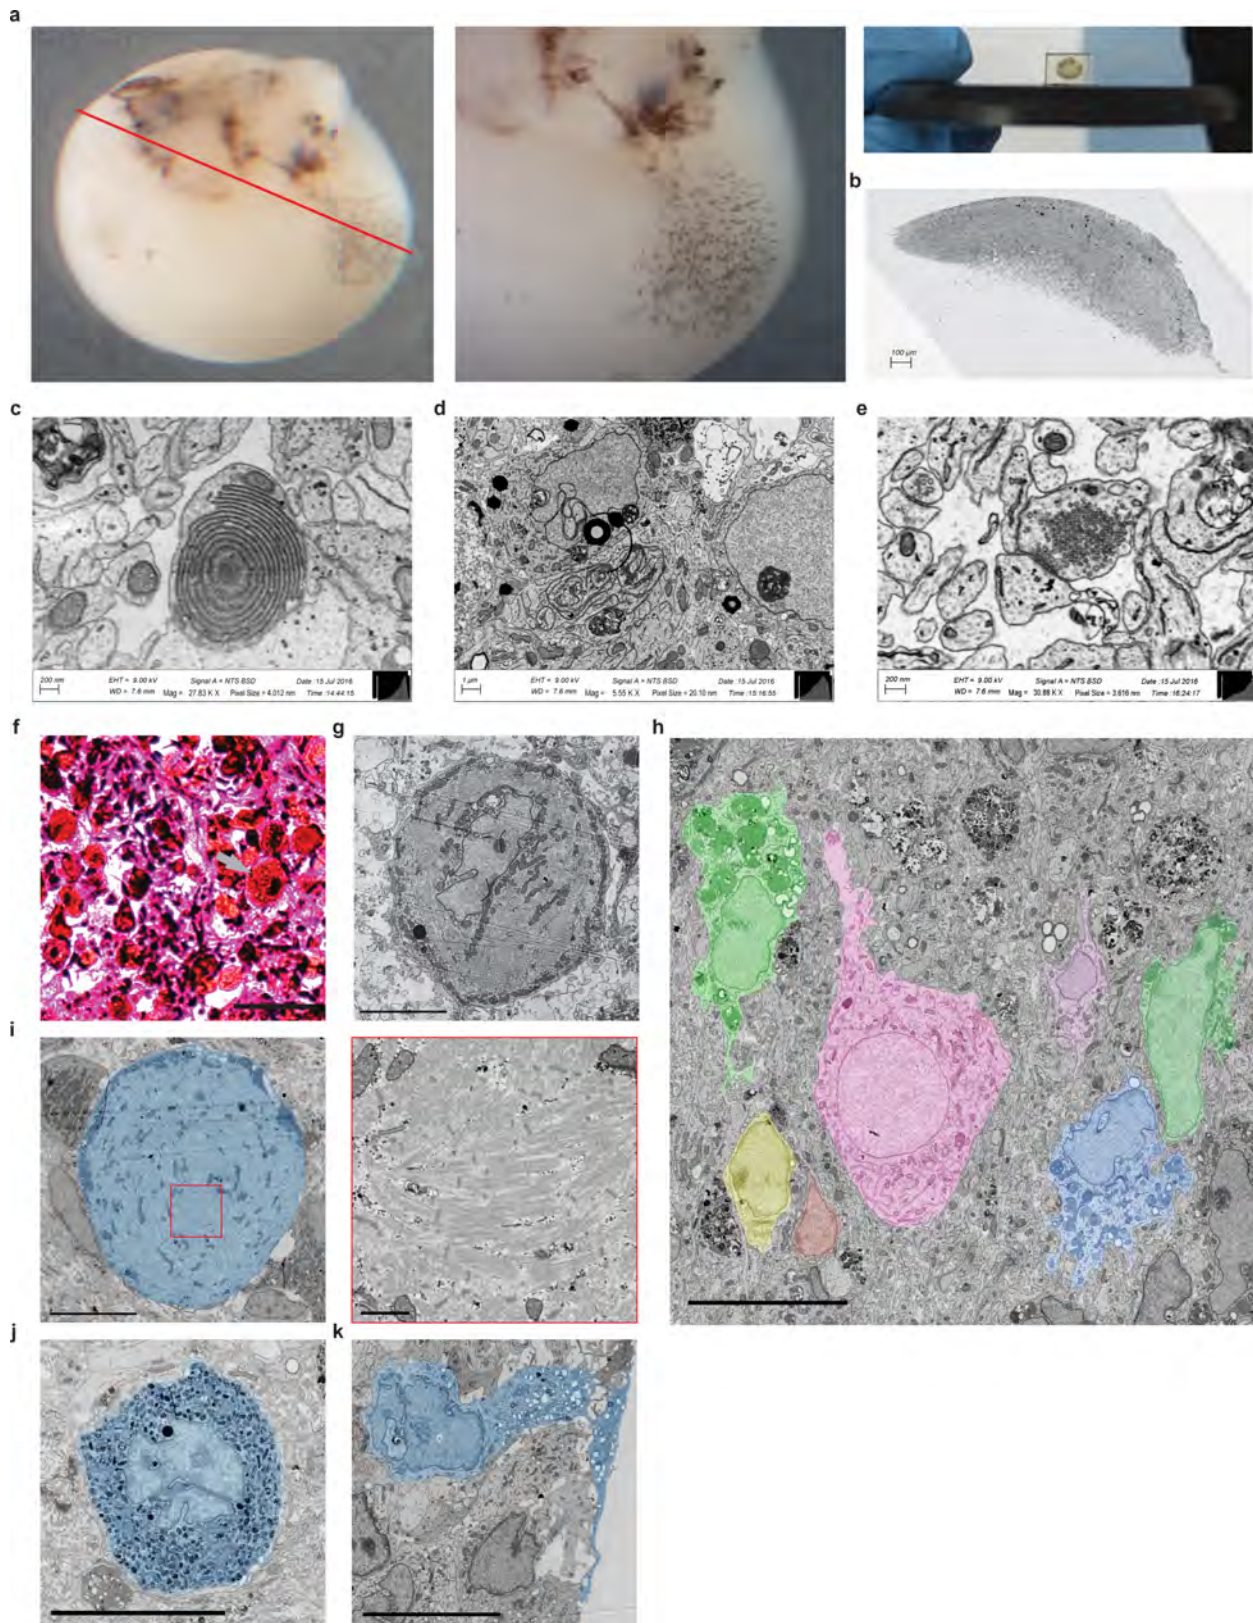 a
b
100 µm
c
d
e
200 nm
EHT = 9.00 kV
Signal A = NTS BSD
Date :15 Jul 2016
WD = 7.6 mm
Mag = 27.83 K X
Pixel Size = 4.012 nm
Time :14:44:15
1 µm
EHT = 9.00 kV
Signal A = NTS BSD
Date :15 Jul 2016
WD = 7.6 mm
Mag = 5.55 K X
Pixel Size = 20.10 nm
Time :15:16:55
200 nm
EHT = 9.00 kV
Signal A = NTS BSD
Date :15 Jul 2016
WD = 7.6 mm
Mag = 30.88 K X
Pixel Size = 3.616 nm
Time :16:24:17
f
g
h
i
j
k